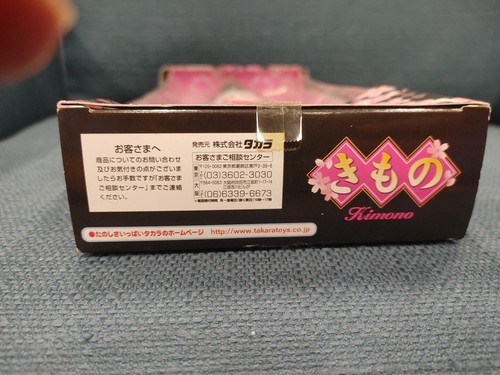 お客さまへ
商品についてのお問い合わせ
及びお気付きの点がございま
したらお手数ですが「お客さま
ご相談センター」までご連絡
ください。
発売元 株式会社 タカラ
お客さまご相談センター
東京
(03)3602-3030
大阪
(06)6339-6673
●たのしさいっぱいタカラのホームページ http://www.takaratoys.co.jp
きもの
Kimono